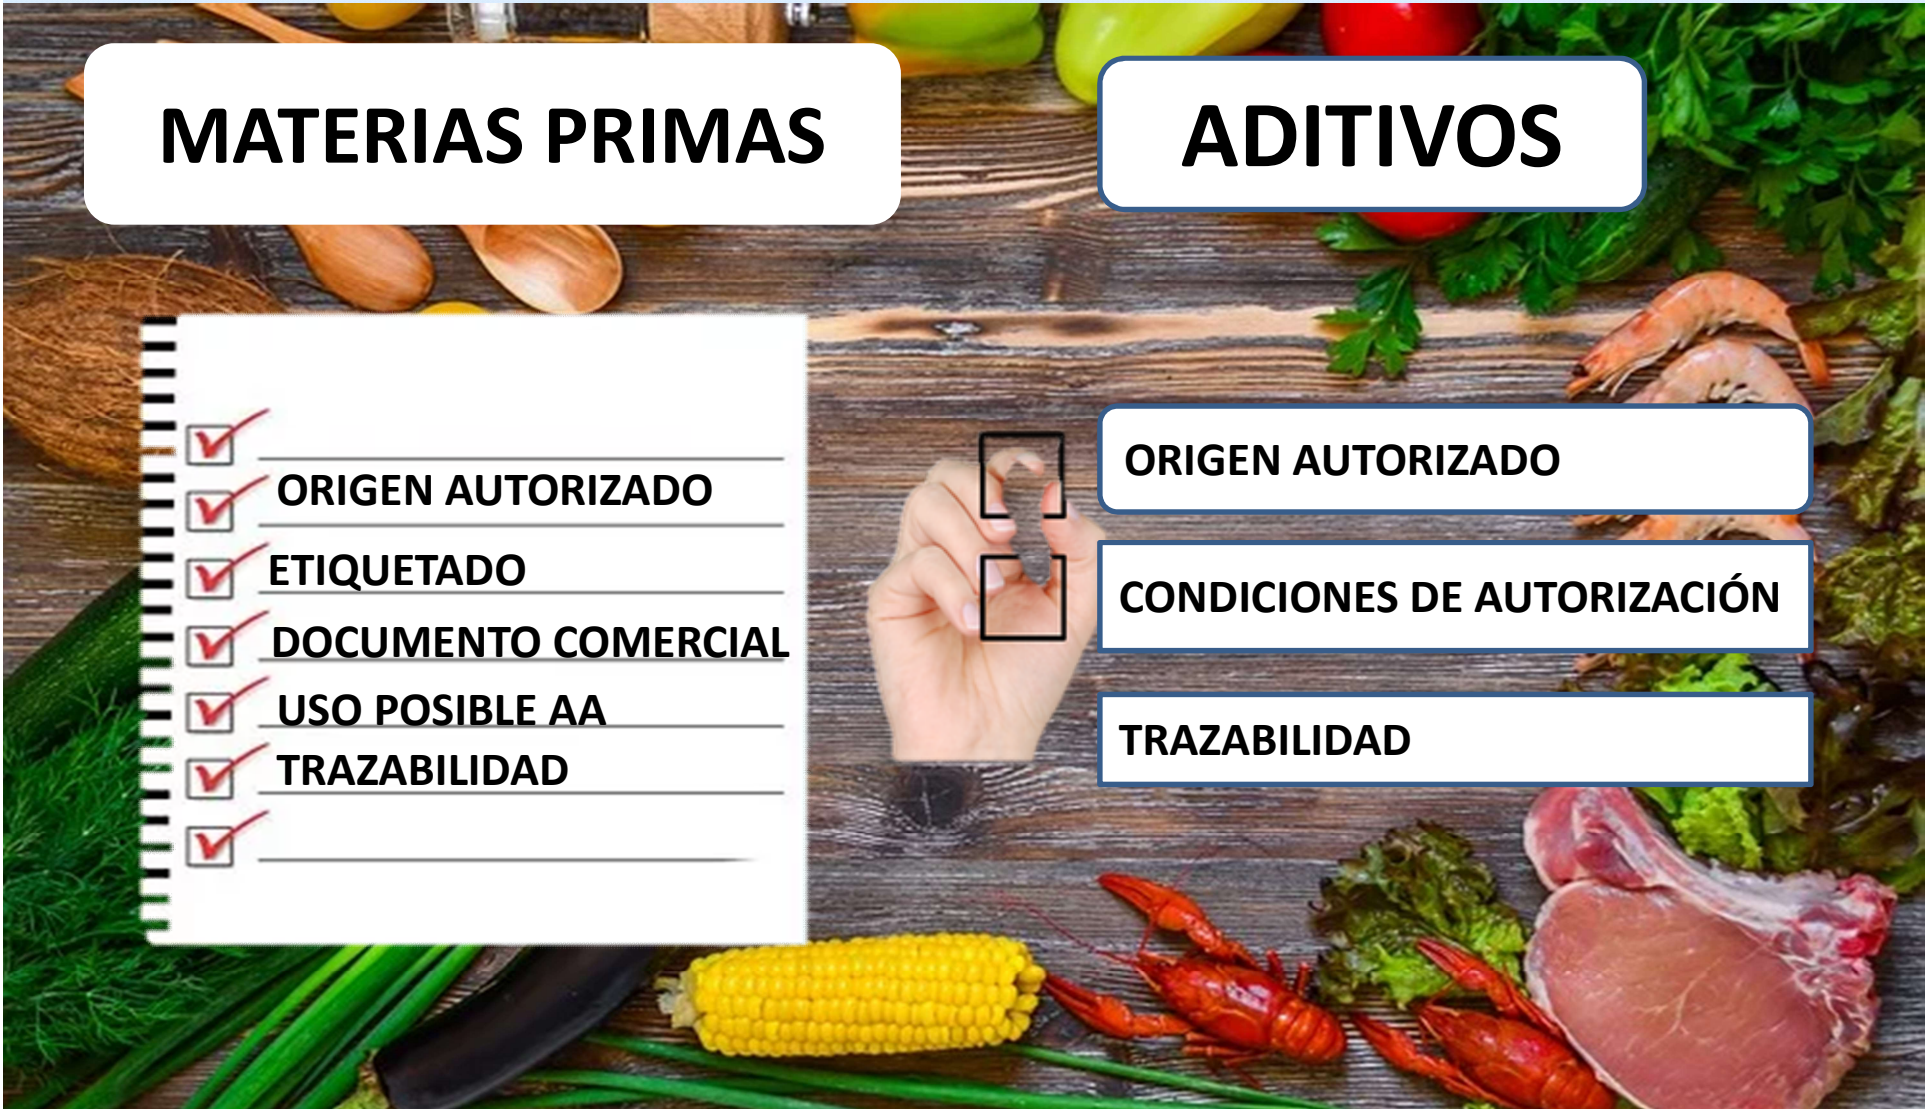 MATERIAS PRIMAS
ORIGEN AUTORIZADO
ETIQUETADO
DOCUMENTO COMERCIAL
USO POSIBLE AA
TRAZABILIDAD
ADITIVOS
ORIGEN AUTORIZADO
CONDICIONES DE AUTORIZACIÓN
TRAZABILIDAD